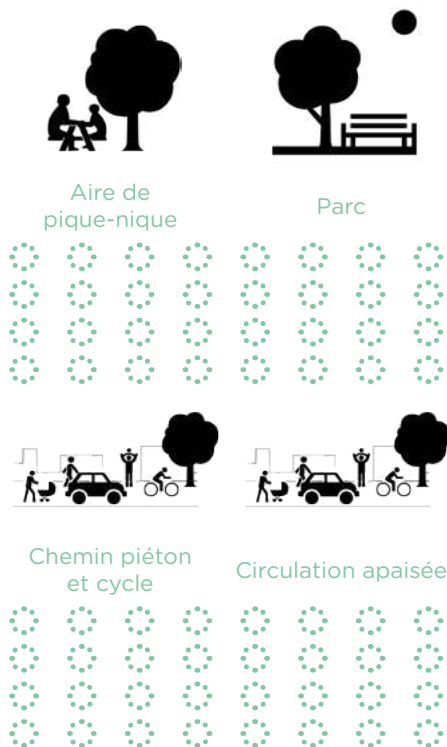 Aire de
pique-nique
Parc
Chemin piéton
et cycle
Circulation apaisée